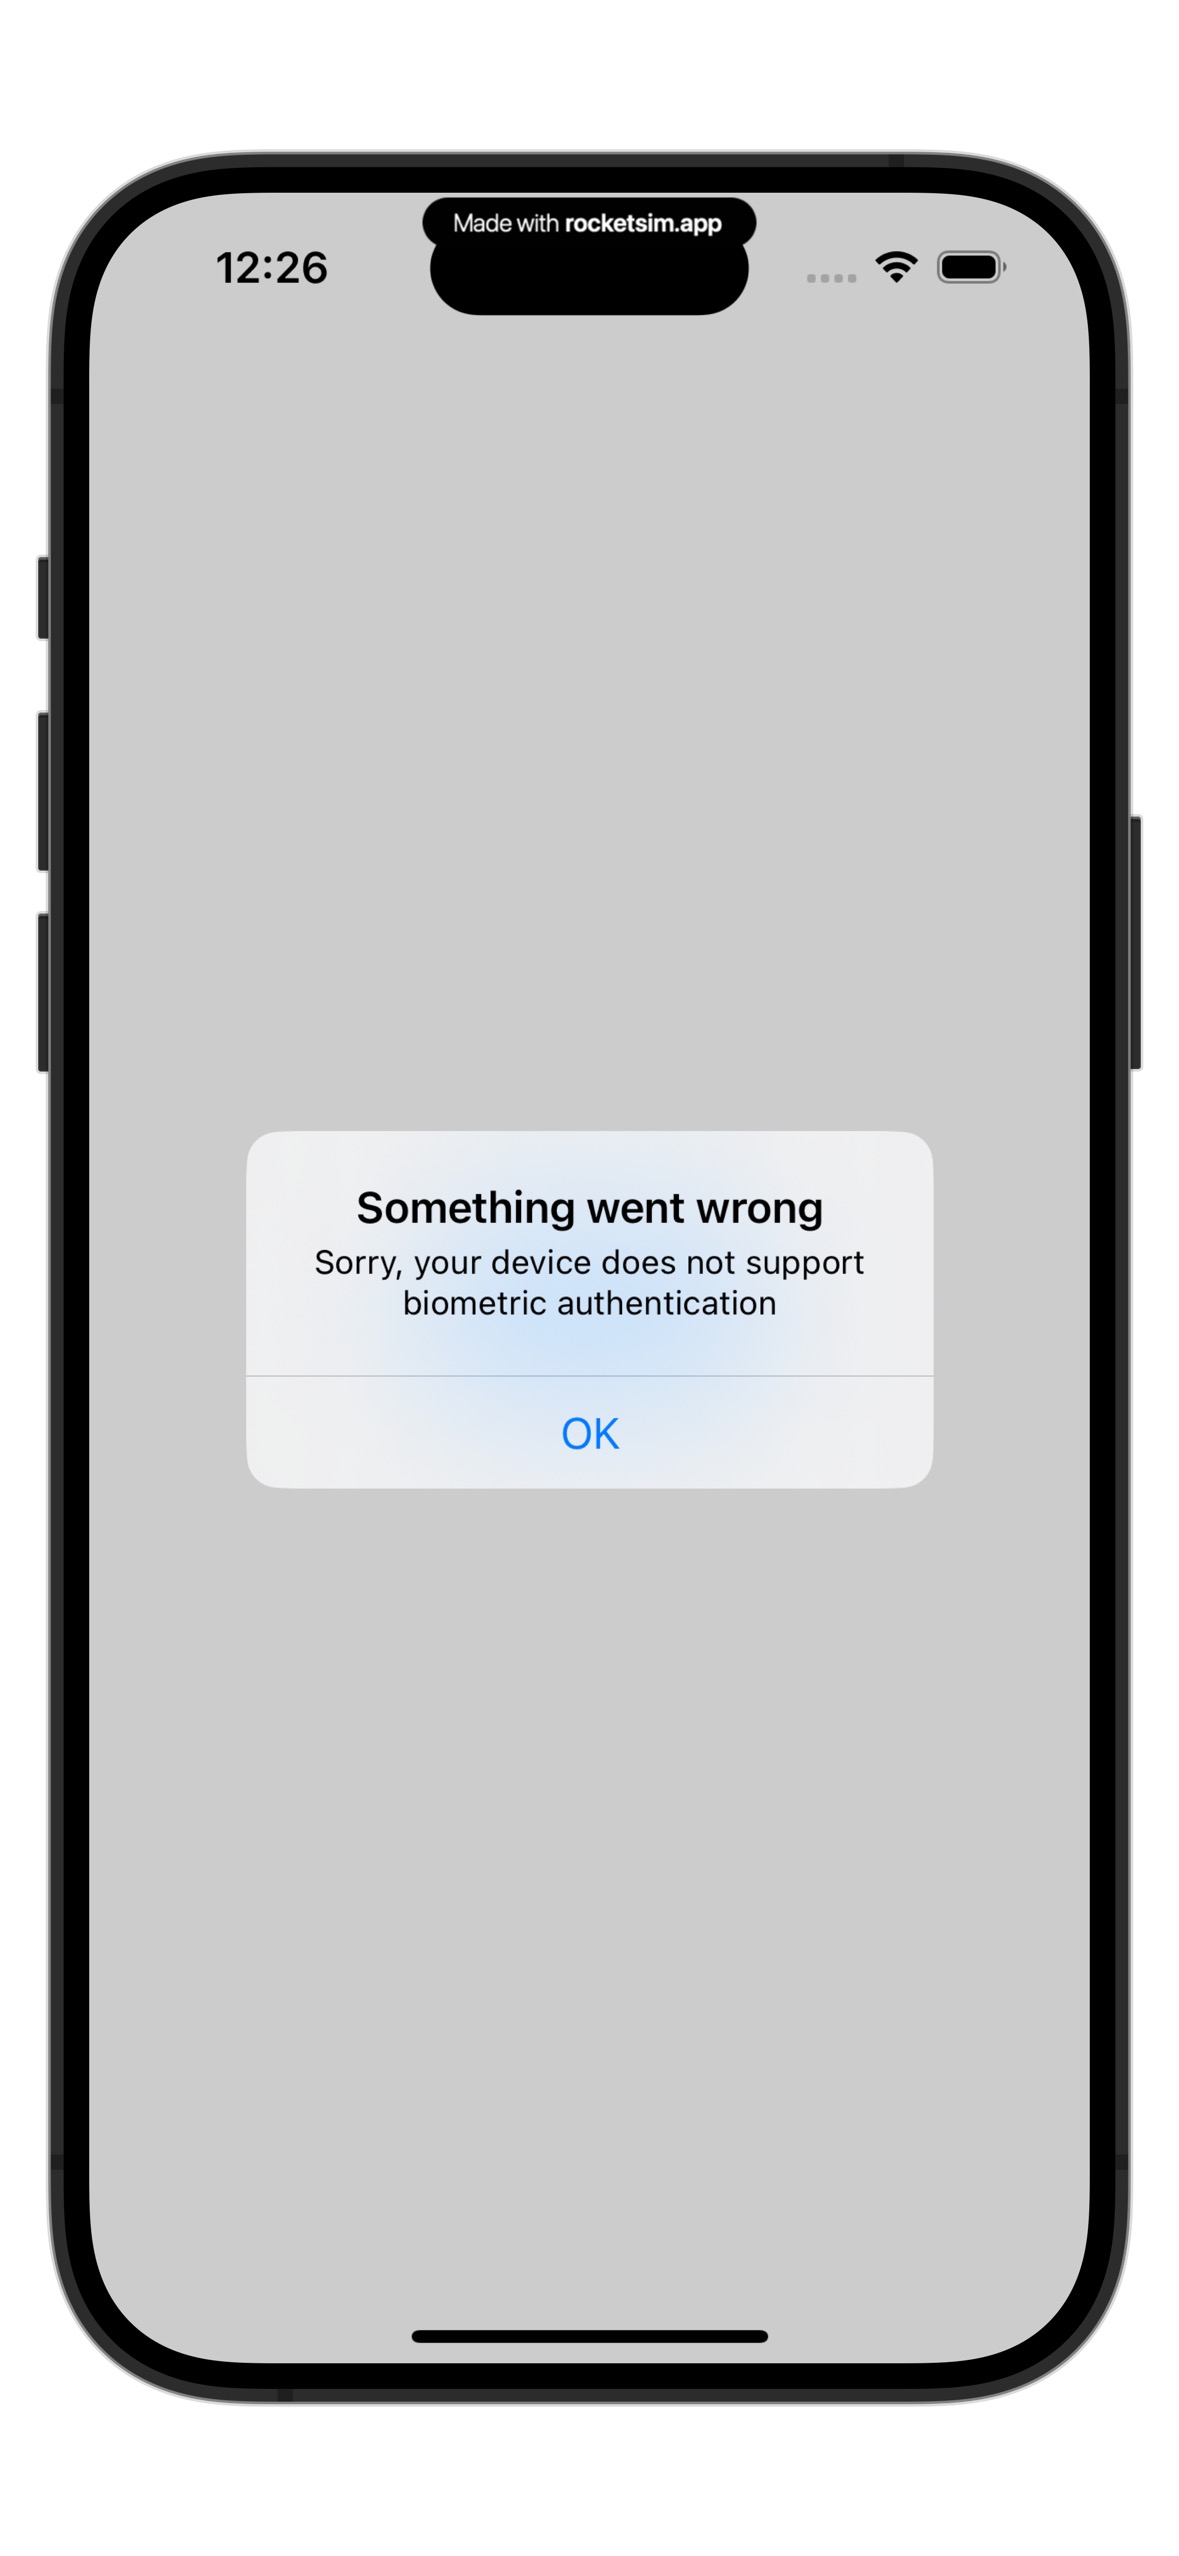 Made with rocketsim.app
12:26
Something went wrong
Sorry, your device does not support
biometric authentication
OK